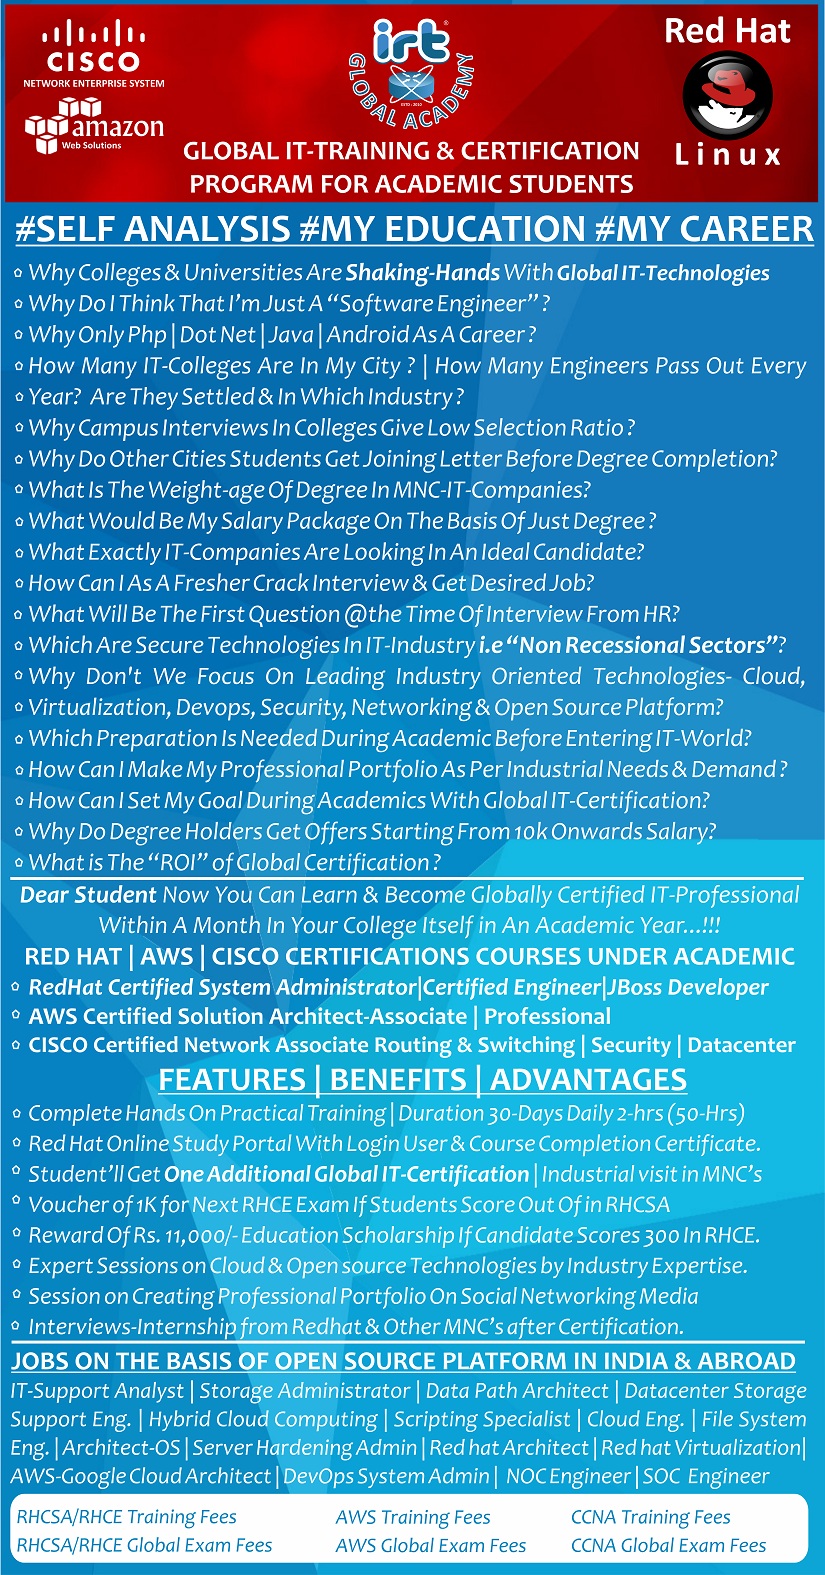 CISCO
NETWORK ENTERPRISE SYSTEM
amazon
Web Solutions
irt
GLOBAL ACADEMY
ESTD : 2010
Red Hat
Linux
GLOBAL IT-TRAINING & CERTIFICATION
PROGRAM FOR ACADEMIC STUDENTS
#SELF ANALYSIS #MY EDUCATION #MY CAREER
Why Colleges & Universities Are Shaking-Hands With Global IT-Technologies
Why Do I Think That I'm Just A "Software Engineer" ?
Why Only Php | Dot Net | Java | Android As A Career ?
How Many IT-Colleges Are In My City ? | How Many Engineers Pass Out Every
Year? Are They Settled & In Which Industry ?
Why Campus Interviews In Colleges Give Low Selection Ratio ?
Why Do Other Cities Students Get Joining Letter Before Degree Completion?
What Is The Weight-age Of Degree In MNC-IT-Companies?
What Would Be My Salary Package On The Basis Of Just Degree ?
What Exactly IT-Companies Are Looking In An Ideal Candidate?
How Can I As A Fresher Crack Interview & Get Desired Job?
What Will Be The First Question @the Time Of Interview From HR?
Which Are Secure Technologies In IT-Industry i.e "Non Recessional Sectors"?
Why Don't We Focus On Leading Industry Oriented Technologies- Cloud,
Virtualization, Devops, Security, Networking & Open Source Platform?
Which Preparation Is Needed During Academic Before Entering IT-World?
How Can I Make My Professional Portfolio As Per Industrial Needs & Demand ?
How Can I Set My Goal During Academics With Global IT-Certification?
Why Do Degree Holders Get Offers Starting From 10k Onwards Salary?
What is The "ROI" of Global Certification ?
Dear Student Now You Can Learn & Become Globally Certified IT-Professional
Within A Month In Your College Itself in An Academic Year...!!!
RED HAT | AWS | CISCO CERTIFICATIONS COURSES UNDER ACADEMIC
RedHat Certified System Administrator|Certified Engineer|JBoss Developer
AWS Certified Solution Architect-Associate | Professional
CISCO Certified Network Associate Routing & Switching | Security | Datacenter
FEATURES | BENEFITS | ADVANTAGES
Complete Hands On Practical Training | Duration 30-Days Daily 2-hrs (50-Hrs)
Red Hat Online Study Portal With Login User & Course Completion Certificate.
Student'll Get One Additional Global IT-Certification | Industrial visit in MNC's
Voucher of 1K for Next RHCE Exam If Students Score Out Of in RHCSA
Reward Of Rs. 11,000/- Education Scholarship If Candidate Scores 300 In RHCE.
Expert Sessions on Cloud & Open source Technologies by Industry Expertise.
Session on Creating Professional Portfolio On Social Networking Media
Interviews-Internship from Redhat & Other MNC's after Certification.
JOBS ON THE BASIS OF OPEN SOURCE PLATFORM IN INDIA & ABROAD
IT-Support Analyst | Storage Administrator | Data Path Architect | Datacenter Storage
Support Eng. | Hybrid Cloud Computing | Scripting Specialist | Cloud Eng. | File System
Eng. | Architect-OS | Server Hardening Admin | Red hat Architect | Red hat Virtualization|
AWS-Google Cloud Architect | DevOps System Admin | NOC Engineer | SOC Engineer
RHCSA/RHCE Training Fees AWS Training Fees CCNA Training Fees
RHCSA/RHCE Global Exam Fees AWS Global Exam Fees CCNA Global Exam Fees